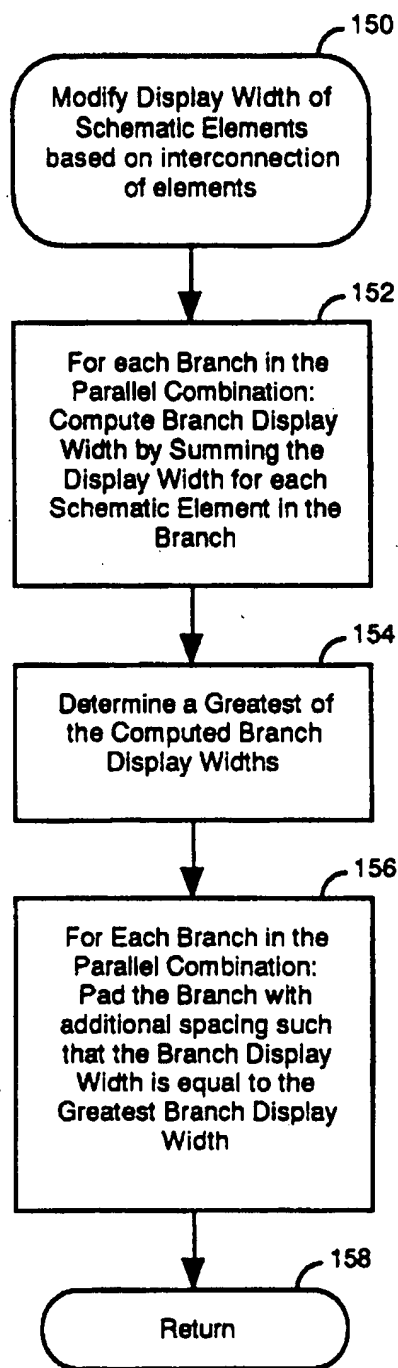 150
Modify Display Width of
Schematic Elements
based on interconnection
of elements
152
For each Branch in the
Parallel Combination:
Compute Branch Display
Width by Summing the
Display Width for each
Schematic Element in the
Branch
154
Determine a Greatest of
the Computed Branch
Display Widths
156
For Each Branch in the
Parallel Combination:
Pad the Branch with
additional spacing such
that the Branch Display
Width is equal to the
Greatest Branch Display
Width
158
Return